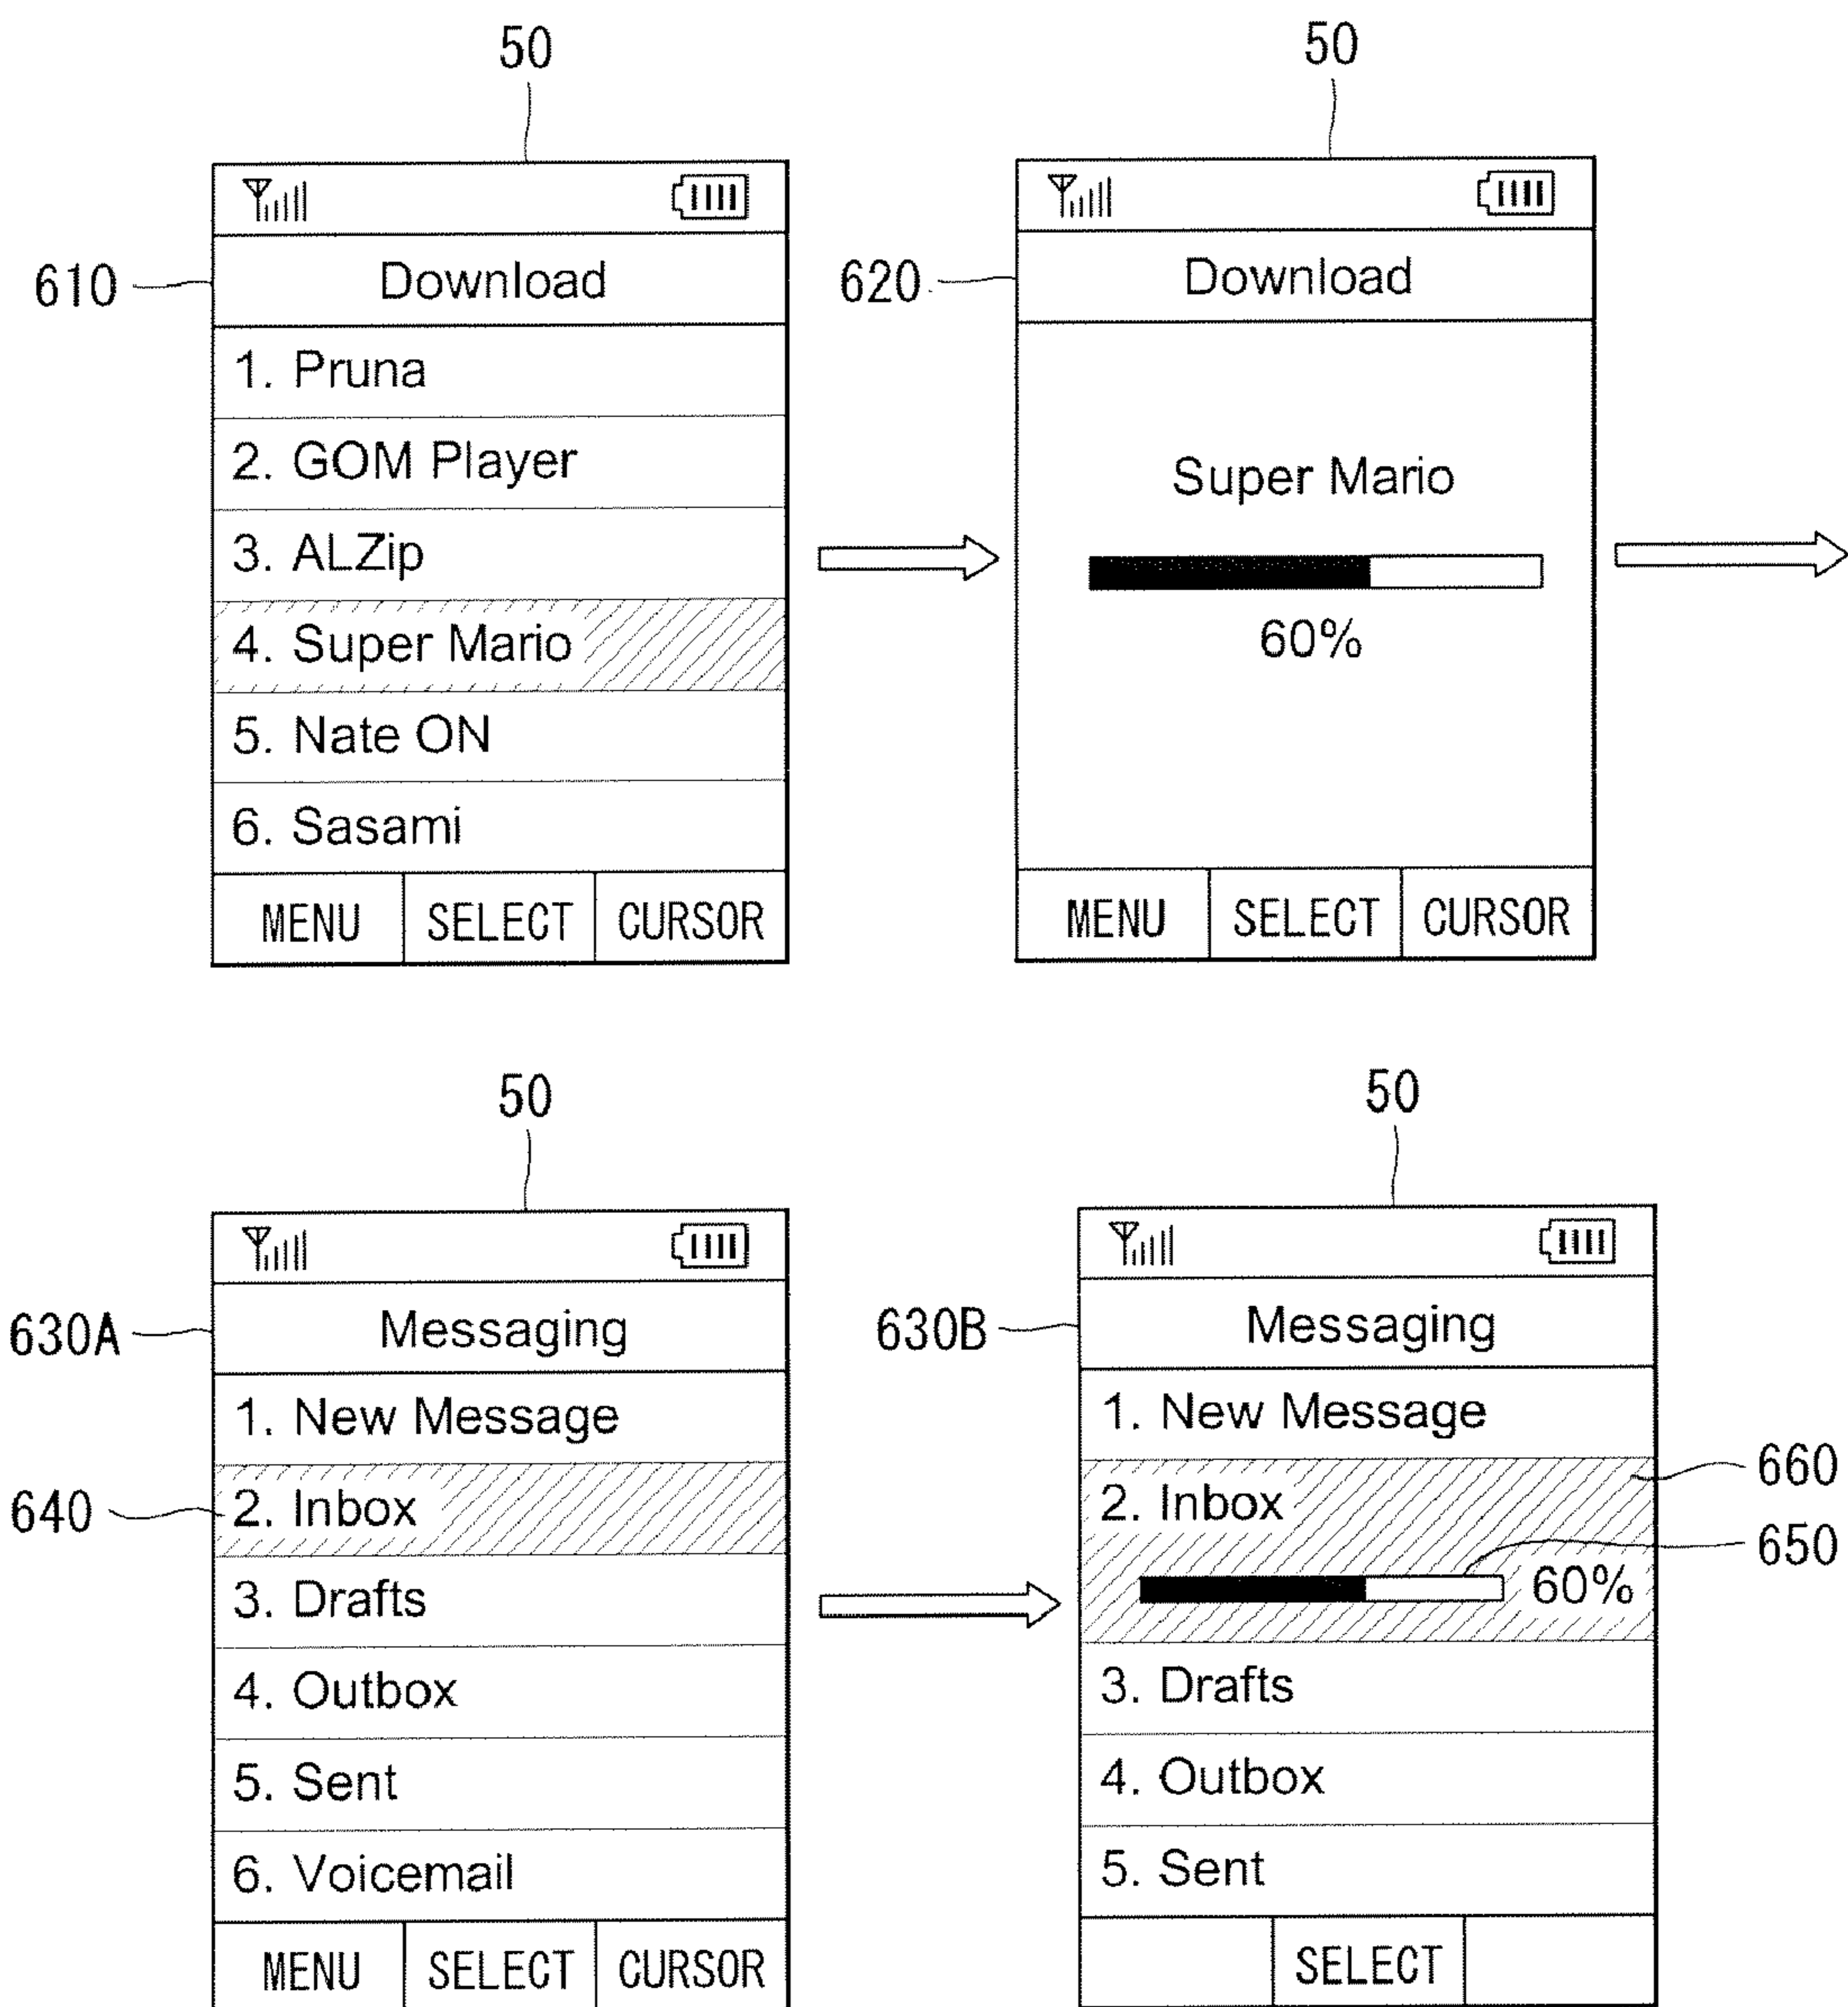 50
50
610
Download
1. Pruna
2. GOM Player
3. ALZip
4. Super Mario
5. Nate ON
6. Sasami
MENU SELECT CURSOR
620
Download
Super Mario
60%
MENU SELECT CURSOR
50
50
630A
Messaging
1. New Message
640
2. Inbox
3. Drafts
4. Outbox
5. Sent
6. Voicemail
MENU SELECT CURSOR
630B
Messaging
1. New Message
660
2. Inbox
650
60%
3. Drafts
4. Outbox
5. Sent
SELECT